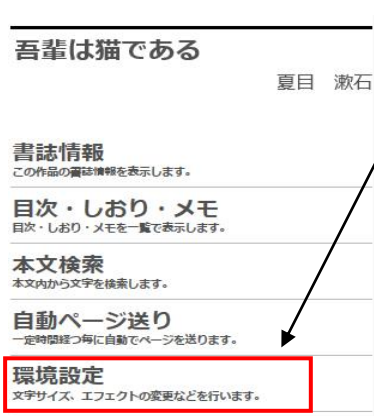 吾輩は猫である
夏目 漱石
書誌情報
この作品の書誌情報を表示します。
目次・しおり・メモ
目次・しおり・メモを一覧で表示します。
本文検索
本文内から文字を検索します。
自動ページ送り
一定時間経つ毎に自動でページを送ります。
環境設定
文字サイズ、エフェクトの変更などを行います。